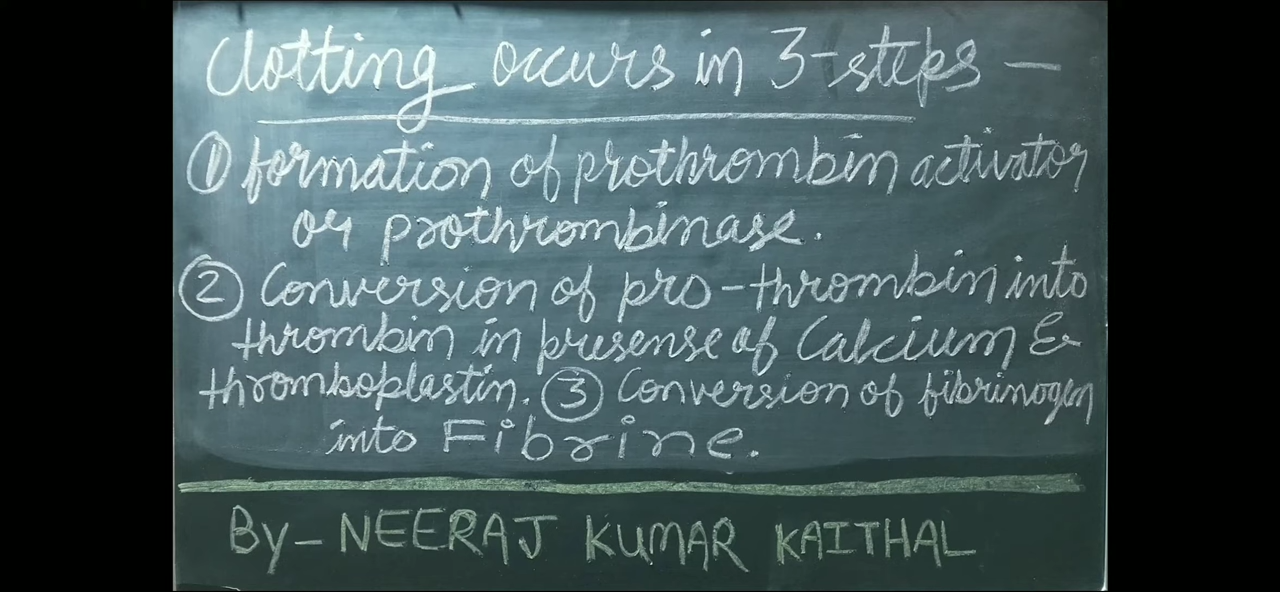 Clotting occurs in 3-steps —
① formation of prothrombin activator
or prothrombinase.
② Conversion of pro-thrombin into
thrombin in presense of Calcium &
thromboplastin. ③ Conversion of fibrinogen
into Fibrine.
By - NEERAJ KUMAR KAITHAL